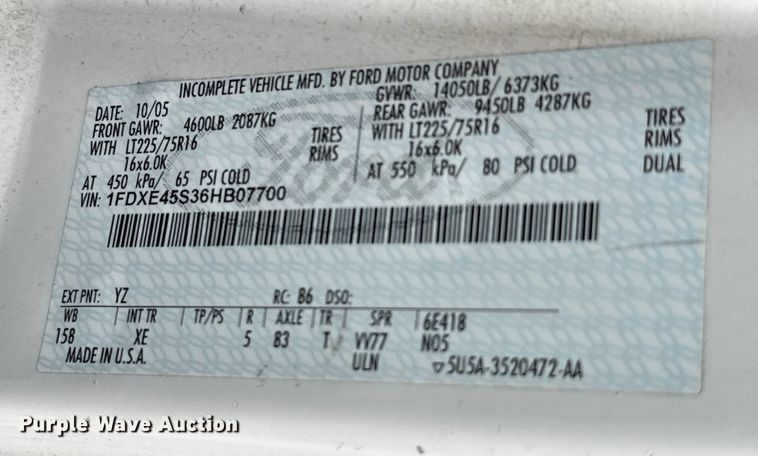 INCOMPLETE VEHICLE MFD. BY FORD MOTOR COMPANY
DATE: 10/05 GVWR: 14050LB/ 6373KG
FRONT GAWR: 4600LB 2087KG REAR GAWR: 9450LB 4287KG
WITH LT225/75R16 TIRES WITH LT225/75R16 TIRES
16x6.0K RIMS 16x6.0K RIMS
AT 450 kPa/ 65 PSI COLD AT 550 kPa/ 80 PSI COLD DUAL
VIN: 1FDXE45S36HB07700
Ford
EXT PNT: YZ RC: 86 DSO:
WB INT TR TP/PS R AXLE TR SPR 6E418
158 XE 5 83 T VV77 N05
MADE IN U.S.A. ULN ▽5U5A-3520472-AA
Purple Wave Auction